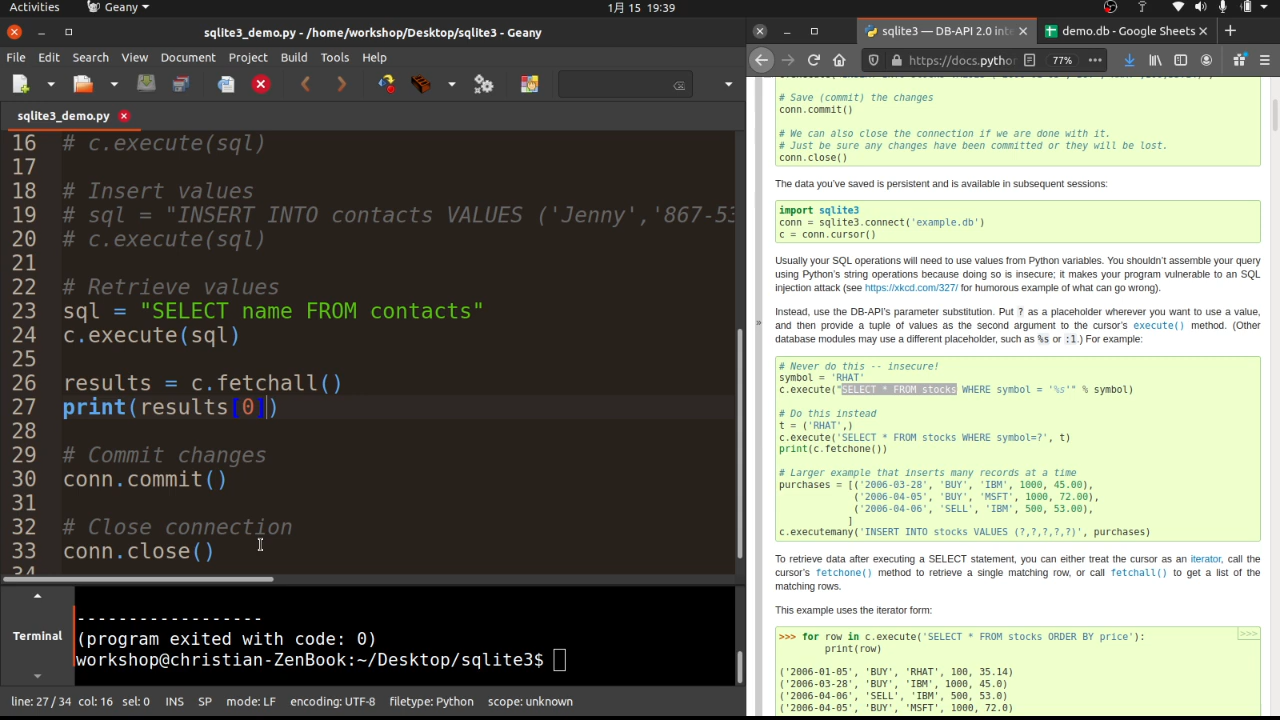 Activities
Geany
1月 15 19:39
sqlite3_demo.py - /home/workshop/Desktop/sqlite3 - Geany
File Edit Search View Document Project Build Tools Help
sqlite3_demo.py
16 # c.execute(sql)
17
18 # Insert values
19 # sql = "INSERT INTO contacts VALUES ('Jenny','867-53
20 # c.execute(sql)
21
22 # Retrieve values
23 sql = "SELECT name FROM contacts"
24 c.execute(sql)
25
26 results = c.fetchall()
27 print(results[0])
28
29 # Commit changes
30 conn.commit()
31
32 # Close connection
33 conn.close()
34
Terminal
-----------------
(program exited with code: 0)
workshop@christian-ZenBook:~/Desktop/sqlite3$
line: 27 / 34 col: 16 sel: 0 INS SP mode: LF encoding: UTF-8 filetype: Python scope: unknown
sqlite3 — DB-API 2.0 int
demo.db - Google Sheets
https://docs.pytho
77%
# Save (commit) the changes
conn.commit()
# We can also close the connection if we are done with it.
# Just be sure any changes have been committed or they will be lost.
conn.close()
The data you've saved is persistent and is available in subsequent sessions:
import sqlite3
conn = sqlite3.connect('example.db')
c = conn.cursor()
Usually your SQL operations will need to use values from Python variables. You shouldn't assemble your query
using Python's string operations because doing so is insecure; it makes your program vulnerable to an SQL
injection attack (see https://xkcd.com/327/ for humorous example of what can go wrong).
Instead, use the DB-API's parameter substitution. Put ? as a placeholder wherever you want to use a value,
and then provide a tuple of values as the second argument to the cursor's execute() method. (Other
database modules may use a different placeholder, such as %s or :1.) For example:
# Never do this -- insecure!
symbol = 'RHAT'
c.execute("SELECT * FROM stocks WHERE symbol = '%s'" % symbol)
# Do this instead
t = ('RHAT',)
c.execute('SELECT * FROM stocks WHERE symbol=?', t)
print(c.fetchone())
# Larger example that inserts many records at a time
purchases = [('2006-03-28', 'BUY', 'IBM', 1000, 45.00),
('2006-04-05', 'BUY', 'MSFT', 1000, 72.00),
('2006-04-06', 'SELL', 'IBM', 500, 53.00),
]
c.executemany('INSERT INTO stocks VALUES (?,?,?,?,?)', purchases)
To retrieve data after executing a SELECT statement, you can either treat the cursor as an iterator, call the
cursor's fetchone() method to retrieve a single matching row, or call fetchall() to get a list of the
matching rows.
This example uses the iterator form:
>>> for row in c.execute('SELECT * FROM stocks ORDER BY price'):
print(row)
>>>
('2006-01-05', 'BUY', 'RHAT', 100, 35.14)
('2006-03-28', 'BUY', 'IBM', 1000, 45.0)
('2006-04-06', 'SELL', 'IBM', 500, 53.0)
('2006-04-05', 'BUY', 'MSFT', 1000, 72.0)